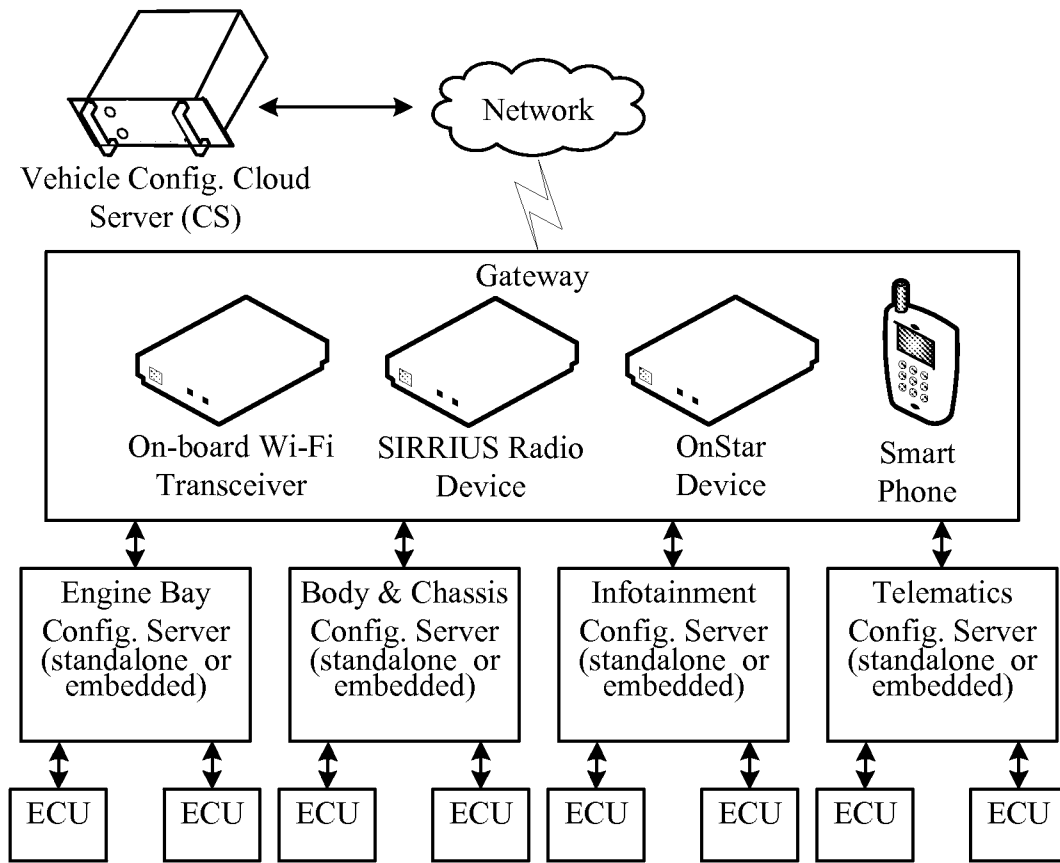 Network
Vehicle Config. Cloud
Server (CS)
Gateway
On-board Wi-Fi
Transceiver
SIRRIUS Radio
Device
OnStar
Device
Smart
Phone
Engine Bay
Config. Server
(standalone or
embedded)
Body & Chassis
Config. Server
(standalone or
embedded)
Infotainment
Config. Server
(standalone or
embedded)
Telematics
Config. Server
(standalone or
embedded)
ECU
ECU
ECU
ECU
ECU
ECU
ECU
ECU